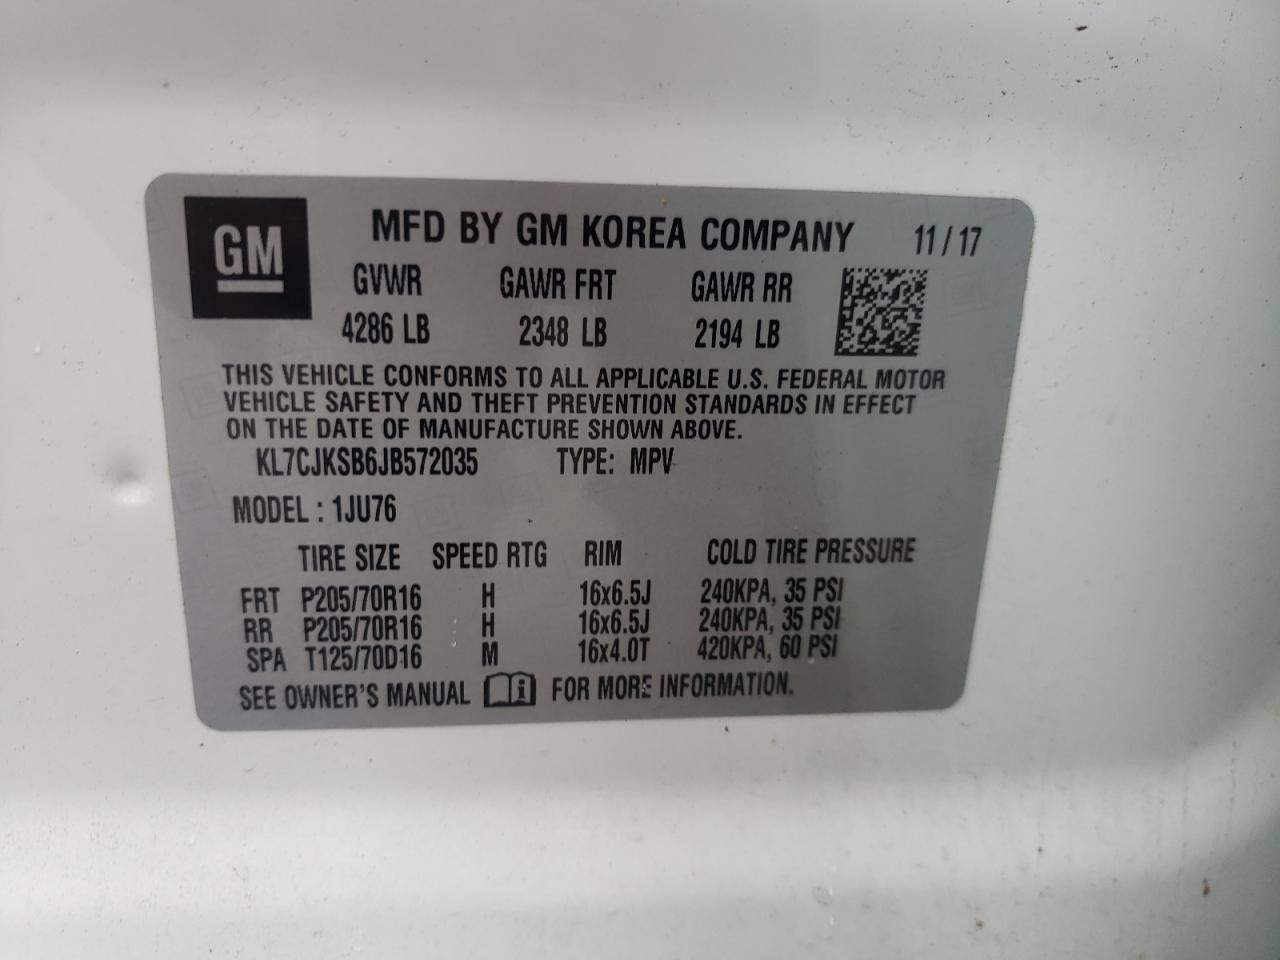 GM
MFD BY GM KOREA COMPANY 11 / 17
GVWR GAWR FRT GAWR RR
4286 LB 2348 LB 2194 LB
THIS VEHICLE CONFORMS TO ALL APPLICABLE U.S. FEDERAL MOTOR
VEHICLE SAFETY AND THEFT PREVENTION STANDARDS IN EFFECT
ON THE DATE OF MANUFACTURE SHOWN ABOVE.
KL7CJKSB6JB572035 TYPE: MPV
MODEL : 1JU76
TIRE SIZE SPEED RTG RIM COLD TIRE PRESSURE
FRT P205/70R16 H 16x6.5J 240KPA, 35 PSI
RR P205/70R16 H 16x6.5J 240KPA, 35 PSI
SPA T125/70D16 M 16x4.0T 420KPA, 60 PSI
SEE OWNER'S MANUAL i FOR MORE INFORMATION.